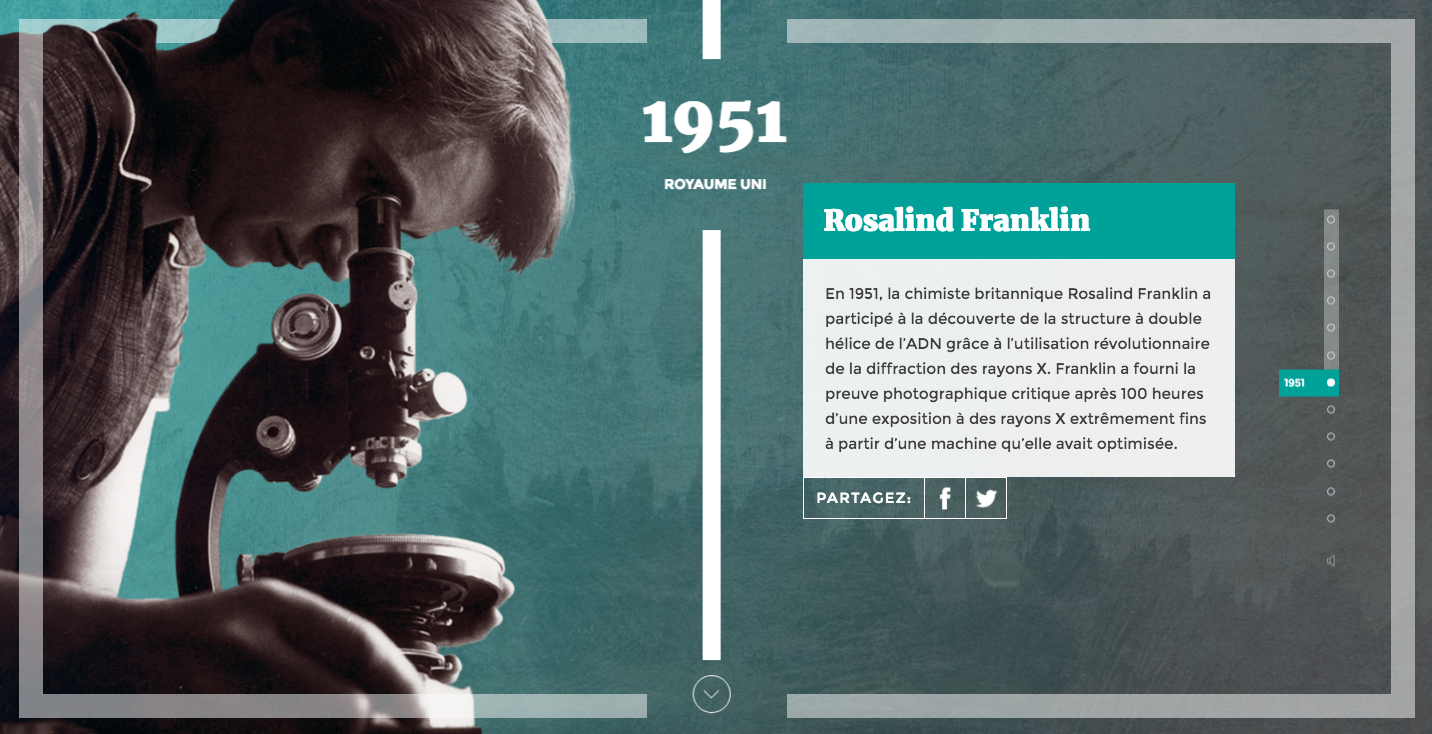 1951
ROYAUME UNI
Rosalind Franklin
En 1951, la chimiste britannique Rosalind Franklin a
participé à la découverte de la structure à double
hélice de l'ADN grâce à l'utilisation révolutionnaire
de la diffraction des rayons X. Franklin a fourni la
preuve photographique critique après 100 heures
d'une exposition à des rayons X extrêmement fins
à partir d'une machine qu'elle avait optimisée.
PARTAGEZ:
1951